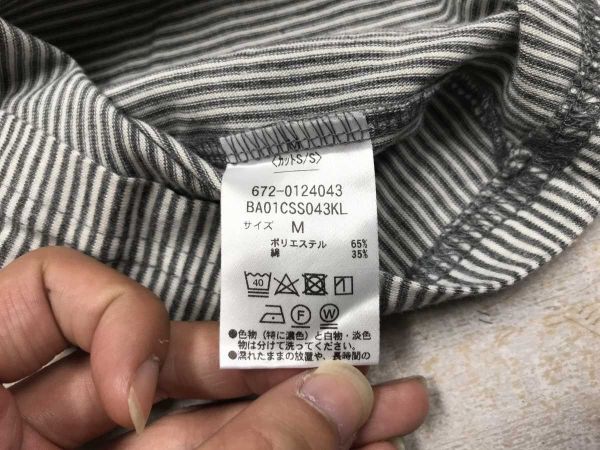 M
〈カットS/S〉
672-0124043
BA01CSS043KL
サイズ M
ポリエステル 65%
綿 35%
40
F W
●色物（特に濃色）と白物・淡色
物は分けて洗ってください。
●濡れたままの放置や、長時間の